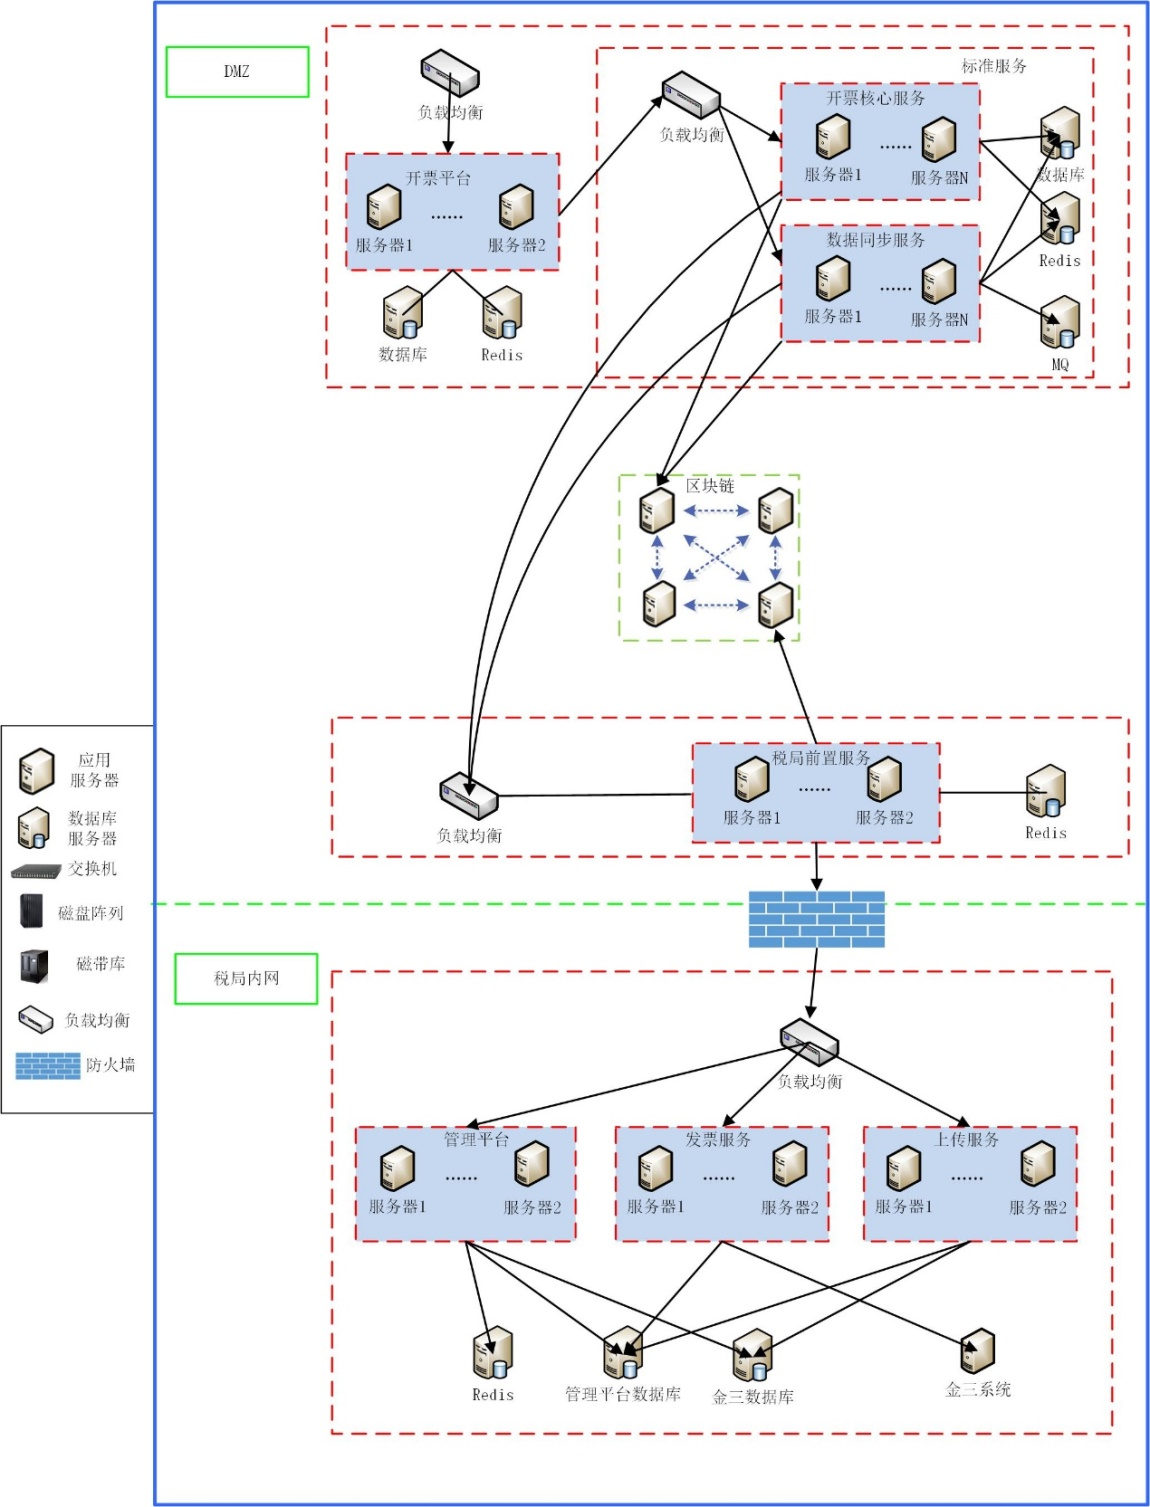 DMZ
负载均衡
开票平台
服务器1
......
服务器2
数据库
Redis
标准服务
负载均衡
开票核心服务
服务器1
......
服务器N
数据同步服务
服务器1
......
服务器N
数据库
Redis
MQ
区块链
负载均衡
税局前置服务
服务器1
......
服务器2
Redis
应用
服务器
数据库
服务器
交换机
磁盘阵列
磁带库
负载均衡
防火墙
税局内网
负载均衡
管理平台
服务器1
......
服务器2
发票服务
服务器1
......
服务器2
上传服务
服务器1
......
服务器2
Redis
管理平台数据库
金三数据库
金三系统